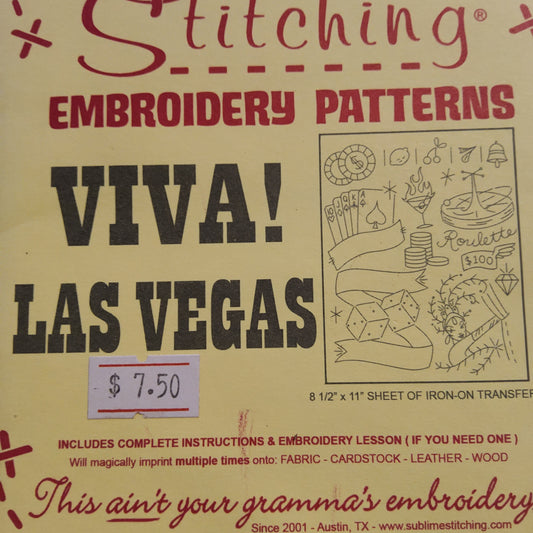 Stitching®
EMBROIDERY PATTERNS
VIVA!
LAS VEGAS
10 J Q K A
Roulette
$100
$ 7.50
8 1/2" x 11" SHEET OF IRON-ON TRANSFER
INCLUDES COMPLETE INSTRUCTIONS & EMBROIDERY LESSON ( IF YOU NEED ONE )
Will magically imprint multiple times onto: FABRIC - CARDSTOCK - LEATHER - WOOD
This ain't your gramma's embroidery
Since 2001 - Austin, TX - www.sublimestitching.com